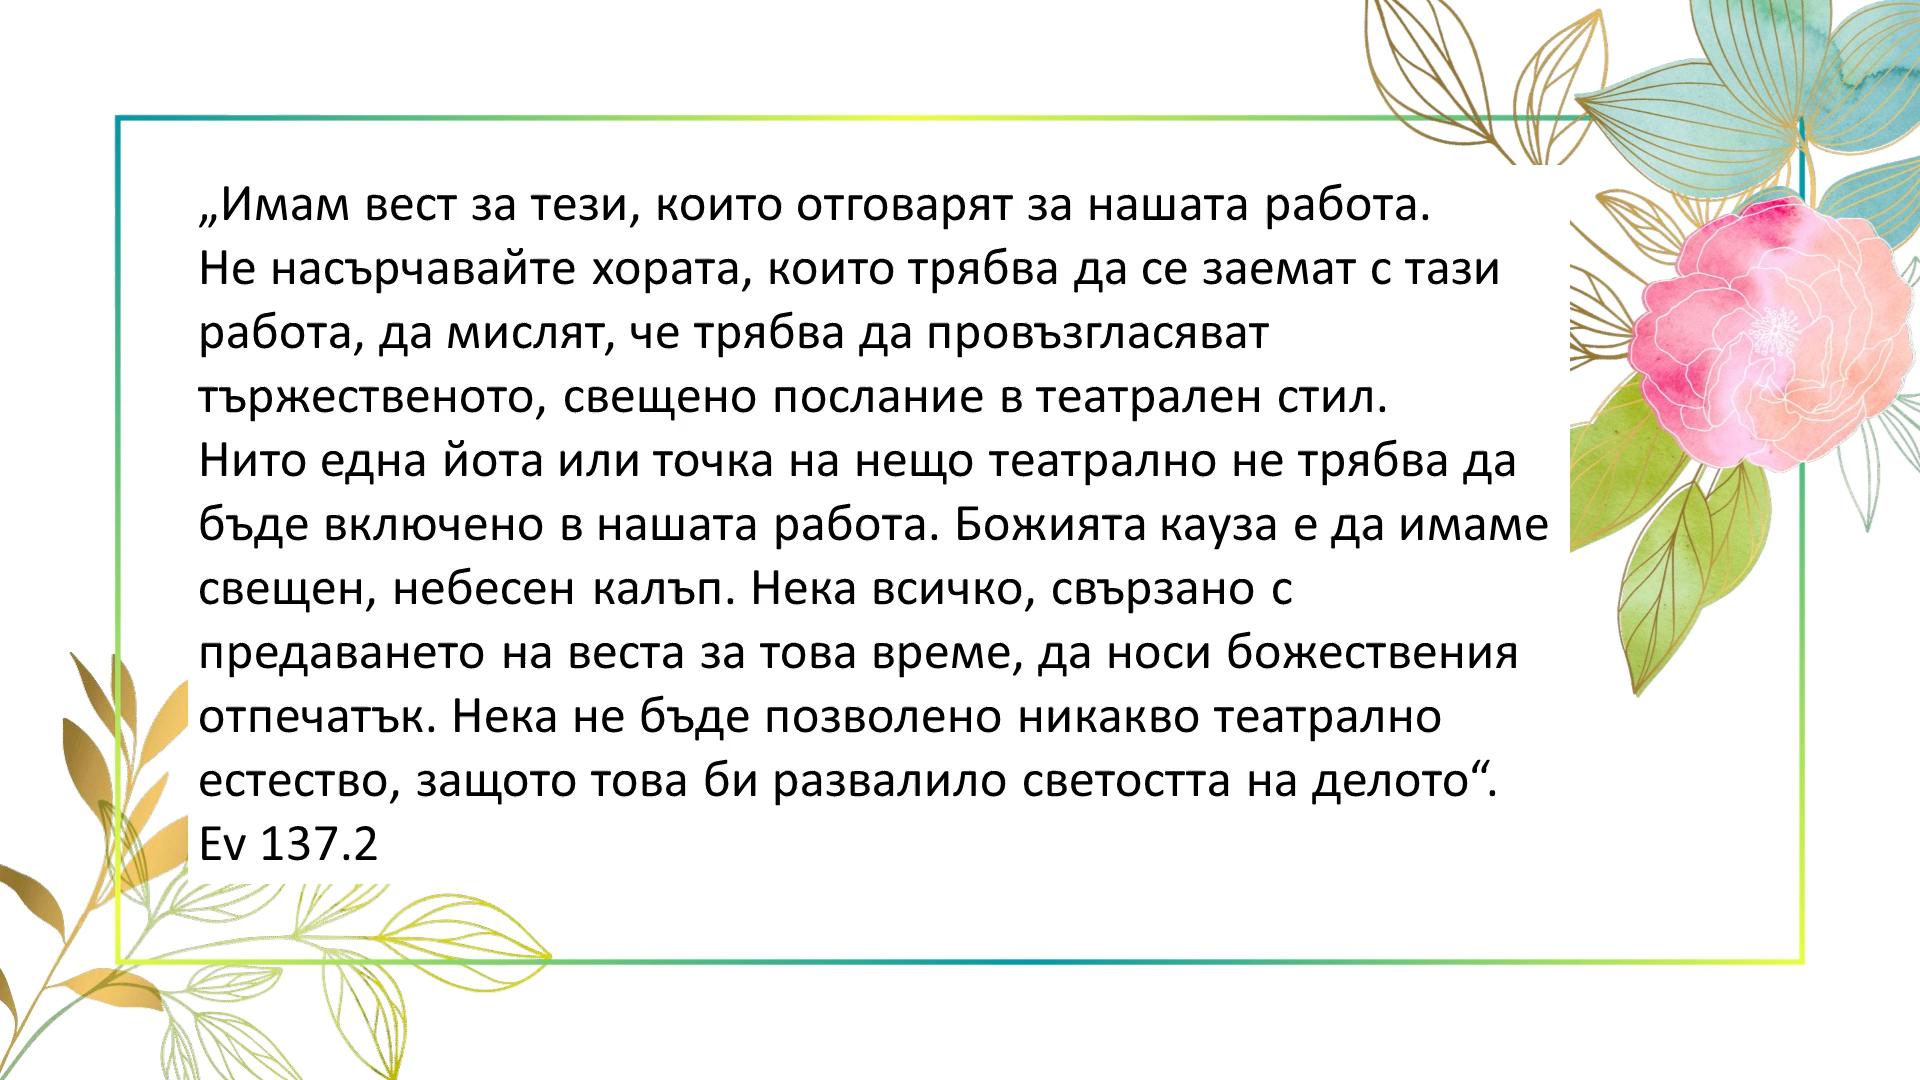 „Имам вест за тези, които отговарят за нашата работа.
Не насърчавайте хората, които трябва да се заемат с тази
работа, да мислят, че трябва да провъзгласяват
тържественото, свещено послание в театрален стил.
Нито една йота или точка на нещо театрално не трябва да
бъде включено в нашата работа. Божията кауза е да имаме
свещен, небесен калъп. Нека всичко, свързано с
предаването на веста за това време, да носи божествения
отпечатък. Нека не бъде позволено никакво театрално
естество, защото това би развалило светостта на делото“.
Ev 137.2